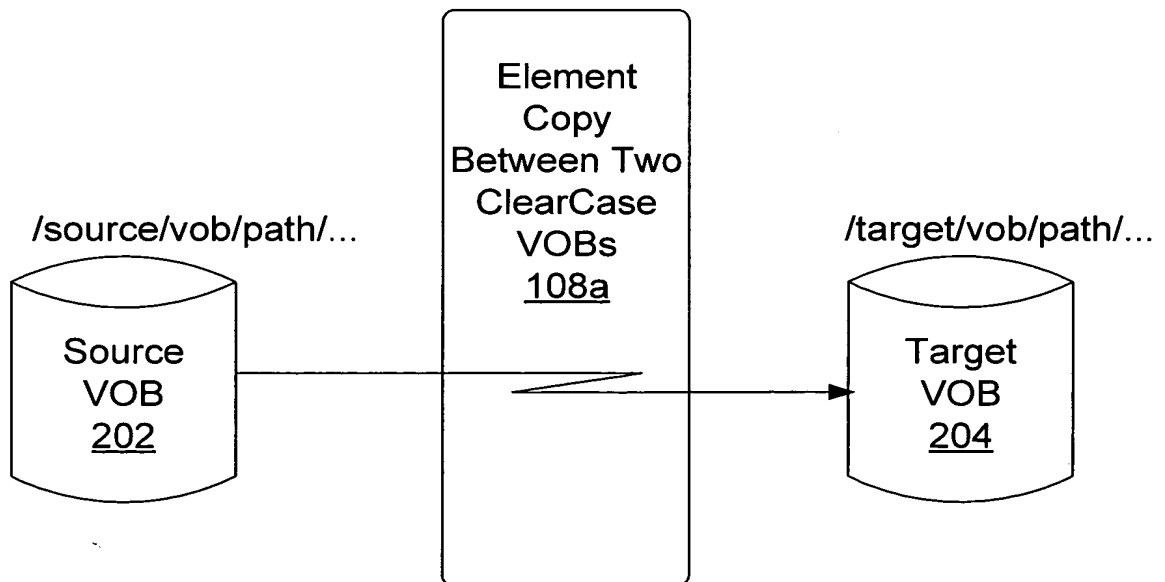 Element
Copy
Between Two
ClearCase
VOBs
108a
/source/vob/path/...
Source
VOB
202
/target/vob/path/...
Target
VOB
204